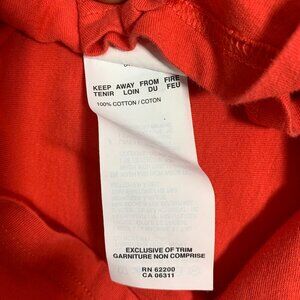 KEEP AWAY FROM FIRE
TENIR LOIN DU FEU
100% COTTON / COTON
EXCLUSIVE OF TRIM
GARNITURE NON COMPRISE
RN 62200
CA 06311